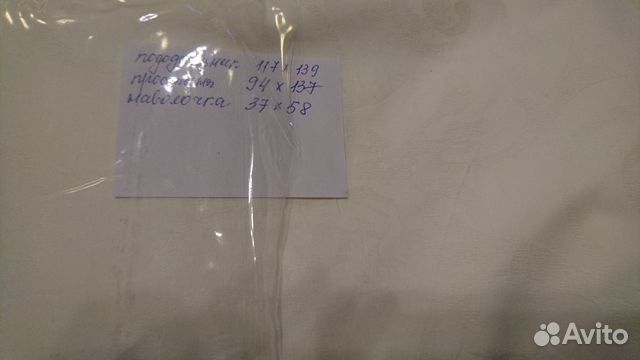 пододеяльник 117 х 139
простынь 94 х 137
наволочка 37 х 58
Avito